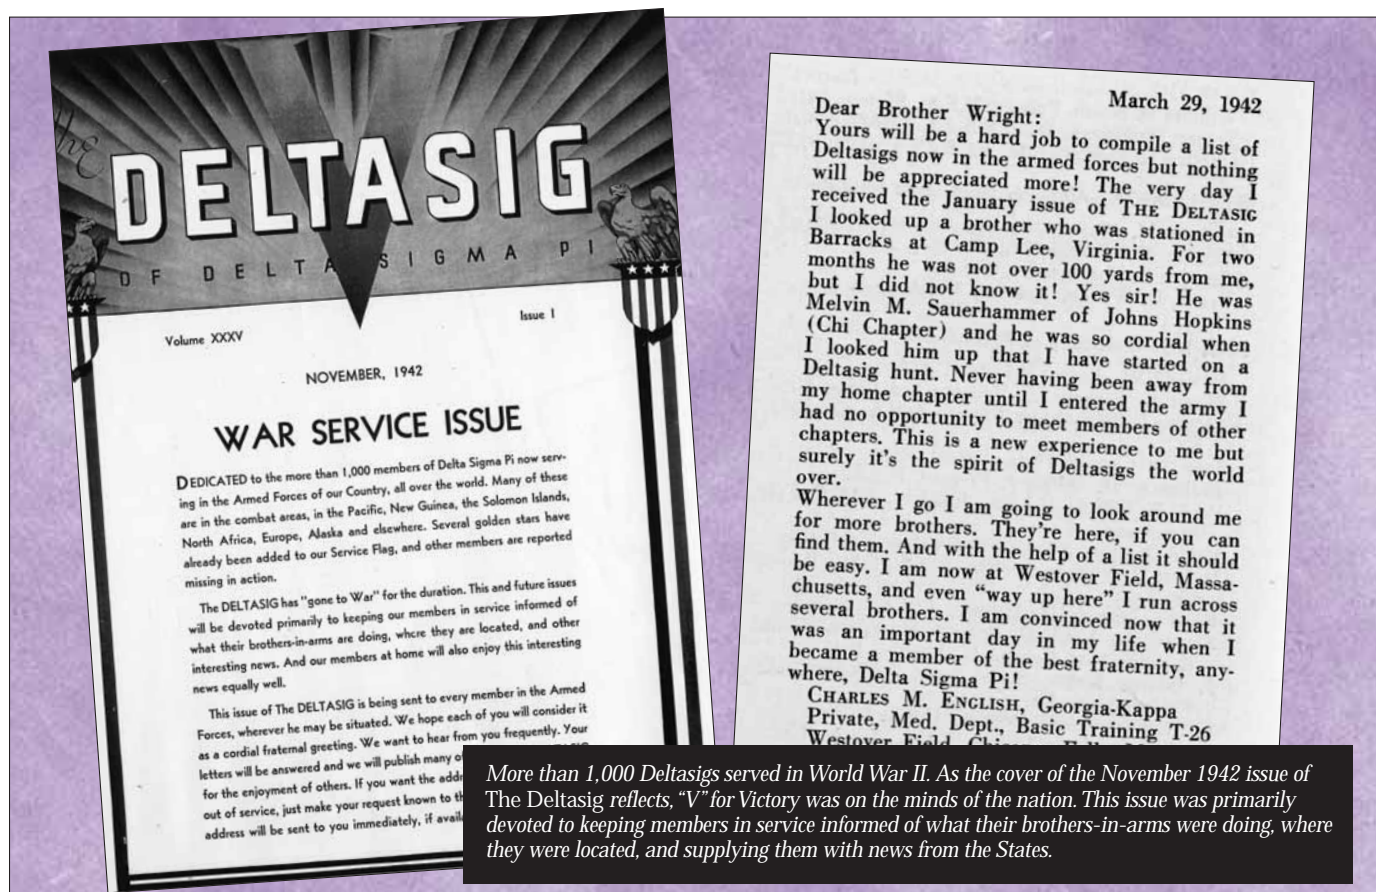 The
DELTASIG
OF DELTA SIGMA PI
Volume XXXV
Issue 1
NOVEMBER, 1942
WAR SERVICE ISSUE
DEDICATED to the more than 1,000 members of Delta Sigma Pi now serv-
ing in the Armed Forces of our Country, all over the world. Many of these
are in the combat areas, in the Pacific, New Guinea, the Solomon Islands,
North Africa, Europe, Alaska and elsewhere. Several golden stars have
already been added to our Service Flag, and other members are reported
missing in action.
The DELTASIG has "gone to War" for the duration. This and future issues
will be devoted primarily to keeping our members in service informed of
what their brothers-in-arms are doing, where they are located, and other
interesting news. And our members at home will also enjoy this interesting
news equally well.
This issue of The DELTASIG is being sent to every member in the Armed
Forces, wherever he may be situated. We hope each of you will consider it
as a cordial fraternal greeting. We want to hear from you frequently. Your
letters will be answered and we will publish many o
for the enjoyment of others. If you want the addr
out of service, just make your request known to th
address will be sent to you immediately, if avail
March 29, 1942
Dear Brother Wright:
Yours will be a hard job to compile a list of
Deltasigs now in the armed forces but nothing
will be appreciated more! The very day I
received the January issue of THE DELTASIG
I looked up a brother who was stationed in
Barracks at Camp Lee, Virginia. For two
months he was not over 100 yards from me,
but I did not know it! Yes sir! He was
Melvin M. Sauerhammer of Johns Hopkins
(Chi Chapter) and he was so cordial when
I looked him up that I have started on a
Deltasig hunt. Never having been away from
my home chapter until I entered the army I
had no opportunity to meet members of other
chapters. This is a new experience to me but
surely it's the spirit of Deltasigs the world
over.
Wherever I go I am going to look around me
for more brothers. They're here, if you can
find them. And with the help of a list it should
be easy. I am now at Westover Field, Massa-
chusetts, and even "way up here" I run across
several brothers. I am convinced now that it
was an important day in my life when I
became a member of the best fraternity, any-
where, Delta Sigma Pi!
CHARLES M. ENGLISH, Georgia-Kappa
Private, Med. Dept., Basic Training T-26
Westover Field,
More than 1,000 Deltasigs served in World War II. As the cover of the November 1942 issue of
The Deltasig reflects, “V” for Victory was on the minds of the nation. This issue was primarily
devoted to keeping members in service informed of what their brothers-in-arms were doing, where
they were located, and supplying them with news from the States.